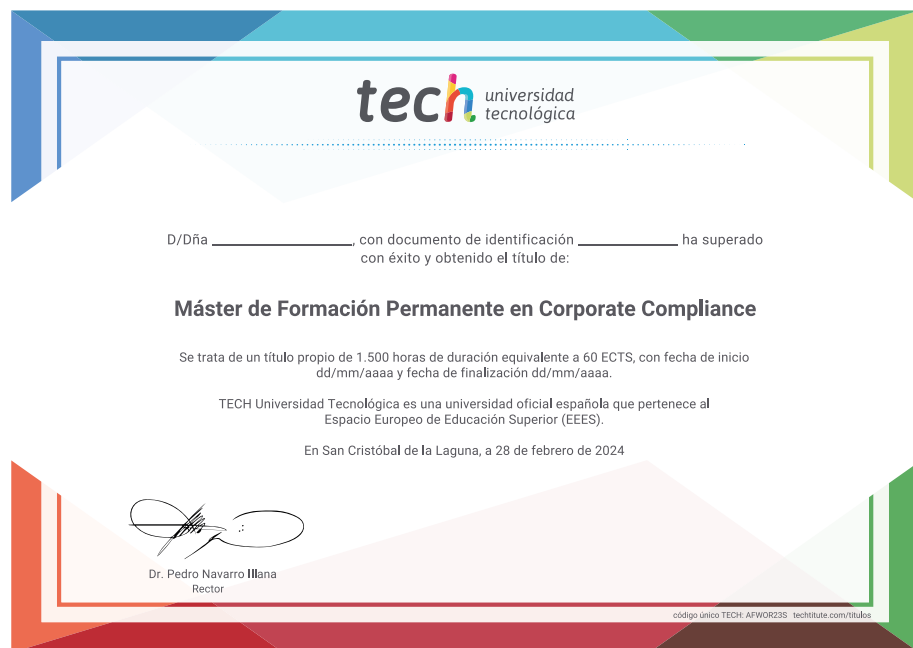 tech universidad
tecnológica
D/Dña ______________, con documento de identificación __________ ha superado
con éxito y obtenido el título de:
Máster de Formación Permanente en Corporate Compliance
Se trata de un título propio de 1.500 horas de duración equivalente a 60 ECTS, con fecha de inicio
dd/mm/aaaa y fecha de finalización dd/mm/aaaa.
TECH Universidad Tecnológica es una universidad oficial española que pertenece al
Espacio Europeo de Educación Superior (EEES).
En San Cristóbal de la Laguna, a 28 de febrero de 2024
Dr. Pedro Navarro Illana
Rector
código único TECH: AFWOR23S techtitute.com/titulos